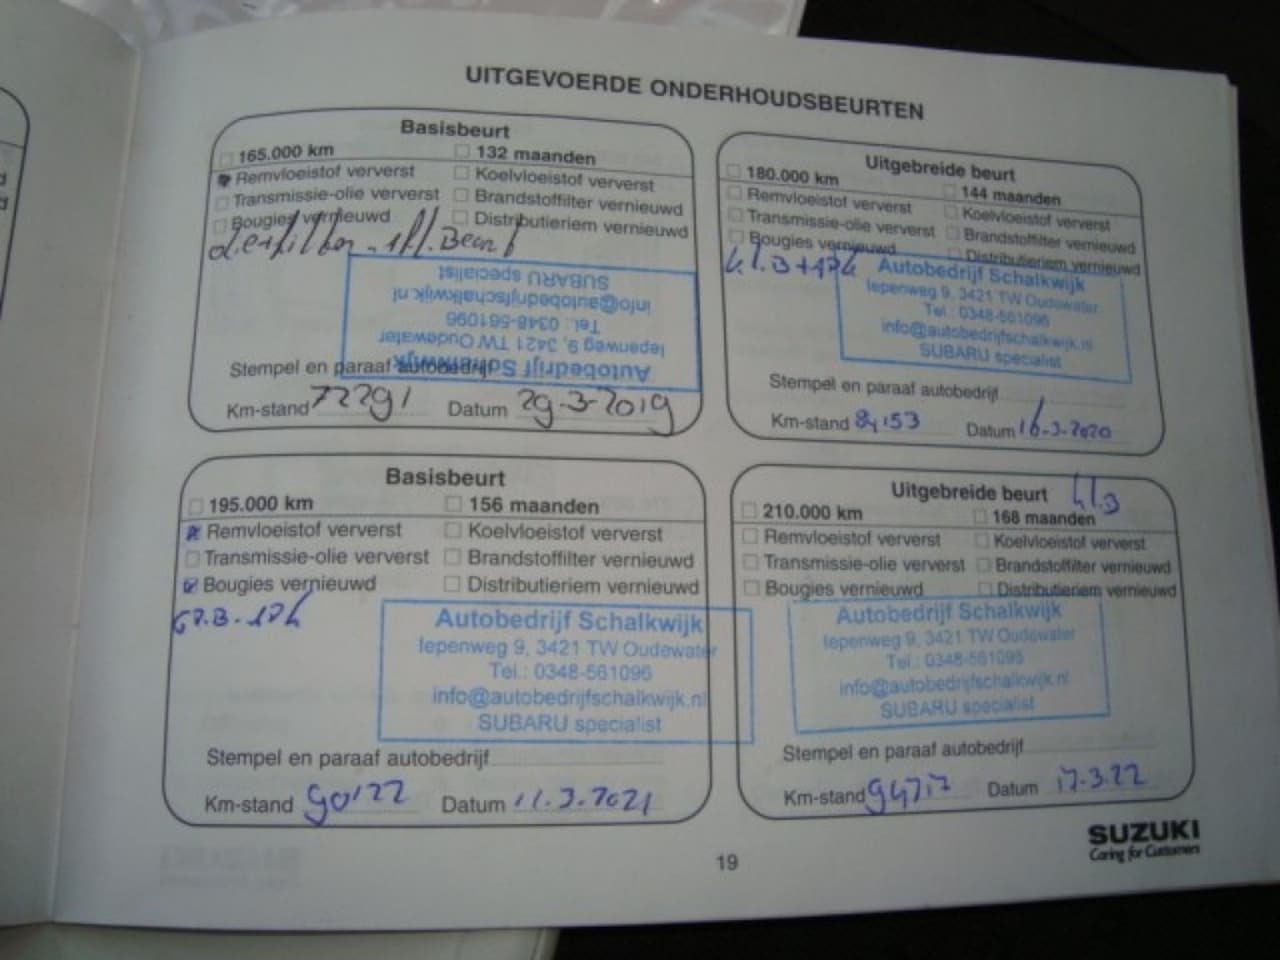 UITGEVOERDE ONDERHOUDSBEURTEN
Basisbeurt
165.000 km 132 maanden
Remvloeistof ververst Koelvloeistof ververst
Transmissie-olie ververst Brandstoffilter vernieuwd
Bougies vernieuwd Distributieriem vernieuwd
Autobedrijf Schalkwijk
Iepenweg 9, 3421 TW Oudewater
Tel.: 0348-561096
info@autobedrijfschalkwijk.nl
SUBARU specialist
Stempel en paraaf autobedrijf
Km-stand 72291 Datum 29-3-2019
Uitgebreide beurt
180.000 km 144 maanden
Remvloeistof ververst Koelvloeistof ververst
Transmissie-olie ververst Brandstoffilter vernieuwd
Bougies vernieuwd Distributieriem vernieuwd
kl.B+APK
Autobedrijf Schalkwijk
Iepenweg 9, 3421 TW Oudewater
Tel.: 0348-561096
info@autobedrijfschalkwijk.nl
SUBARU specialist
Stempel en paraaf autobedrijf
Km-stand 84153 Datum 16-3-2020
Basisbeurt
195.000 km 156 maanden
Remvloeistof ververst Koelvloeistof ververst
Transmissie-olie ververst Brandstoffilter vernieuwd
Bougies vernieuwd Distributieriem vernieuwd
Autobedrijf Schalkwijk
Iepenweg 9, 3421 TW Oudewater
Tel.: 0348-561096
info@autobedrijfschalkwijk.nl
SUBARU specialist
Stempel en paraaf autobedrijf
Km-stand 90122 Datum 11.3.2021
Uitgebreide beurt kl.B
210.000 km 168 maanden
Remvloeistof ververst Koelvloeistof ververst
Transmissie-olie ververst Brandstoffilter vernieuwd
Bougies vernieuwd Distributieriem vernieuwd
Autobedrijf Schalkwijk
Iepenweg 9, 3421 TW Oudewater
Tel.: 0348-561096
info@autobedrijfschalkwijk.nl
SUBARU specialist
Stempel en paraaf autobedrijf
Km-stand 94717 Datum 17.3.22
19
SUZUKI
Caring for Customers